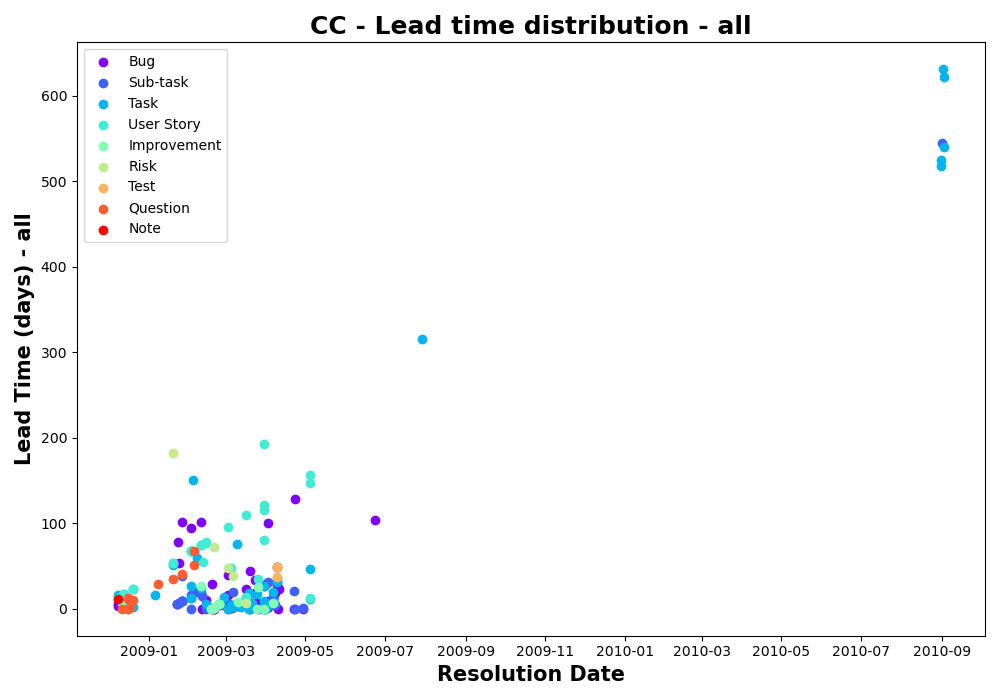 CC - Lead time distribution - all
Bug
Sub-task
Task
User Story
Improvement
Risk
Test
Question
Note
Lead Time (days) - all
600
500
400
300
200
100
0
2009-01 2009-03 2009-05 2009-07 2009-09 2009-11 2010-01 2010-03 2010-05 2010-07 2010-09
Resolution Date